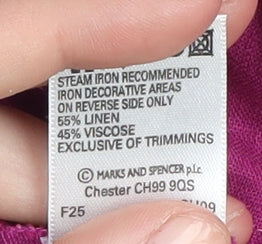 STEAM IRON RECOMMENDED
IRON DECORATIVE AREAS
ON REVERSE SIDE ONLY
55% LINEN
45% VISCOSE
EXCLUSIVE OF TRIMMINGS
© MARKS AND SPENCER p.l.c.
Chester CH99 9QS
F25